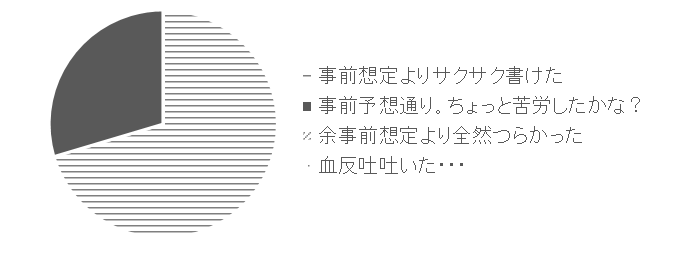 事前想定よりサクサク書けた
事前予想通り。ちょっと苦労したかな？
余事前想定より全然つらかった
血反吐吐いた・・・